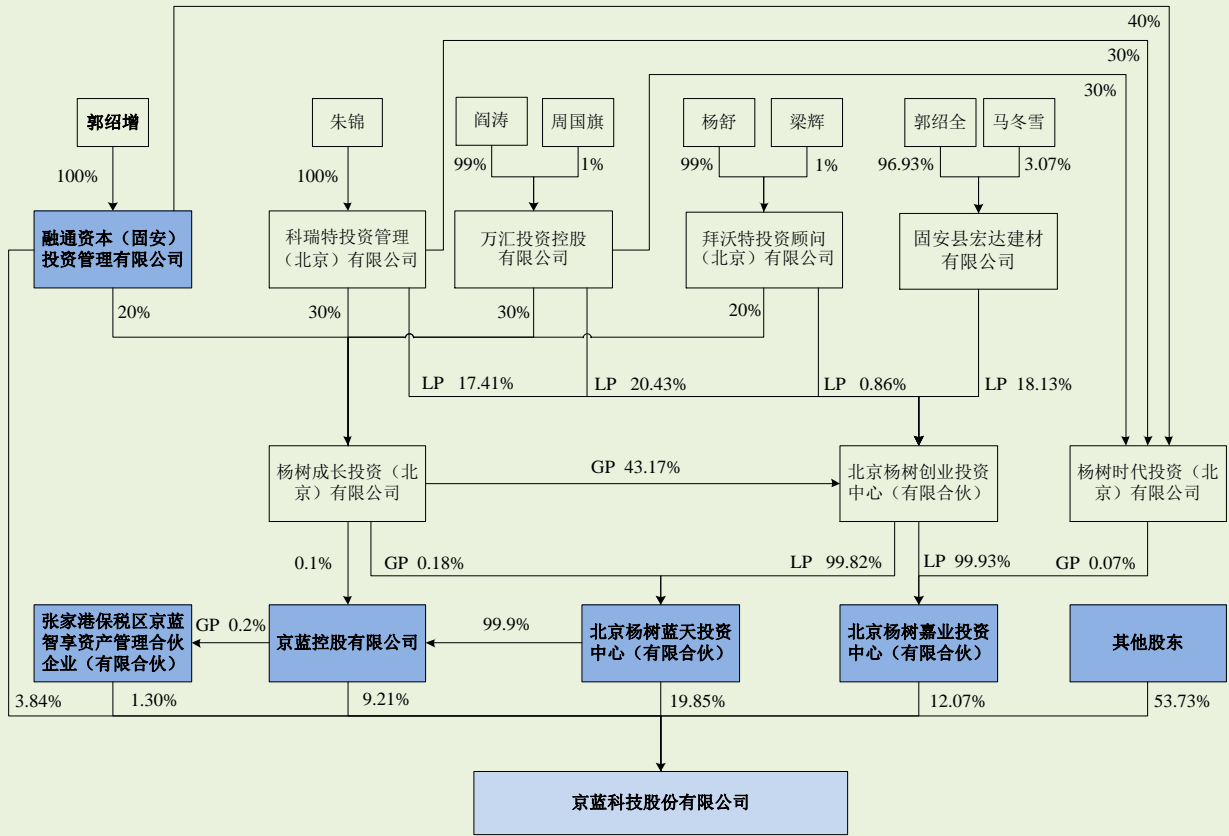 40%
30%
30%
郭绍增
朱锦
阎涛
周国旗
杨舒
梁辉
郭绍全
马冬雪
100%
100%
99%
1%
99%
1%
96.93%
3.07%
融通资本（固安）
投资管理有限公司
科瑞特投资管理
（北京）有限公司
万汇投资控股
有限公司
拜沃特投资顾问
（北京）有限公司
固安县宏达建材
有限公司
20%
30%
30%
20%
LP 17.41%
LP 20.43%
LP 0.86%
LP 18.13%
杨树成长投资（北
京）有限公司
GP 43.17%
北京杨树创业投资
中心（有限合伙）
杨树时代投资（北
京）有限公司
0.1%
GP 0.18%
LP 99.82%
LP 99.93%
GP 0.07%
张家港保税区京蓝
智享资产管理合伙
企业（有限合伙）
GP 0.2%
京蓝控股有限公司
99.9%
北京杨树蓝天投资
中心（有限合伙）
北京杨树嘉业投资
中心（有限合伙）
其他股东
3.84%
1.30%
9.21%
19.85%
12.07%
53.73%
京蓝科技股份有限公司